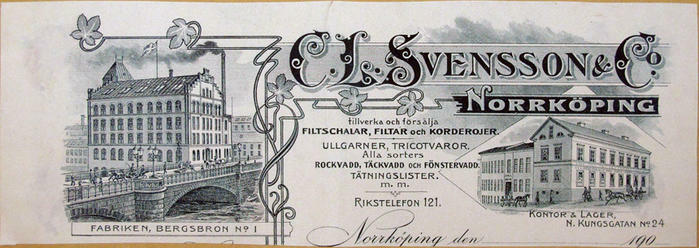 C. L. SVENSSON & Co
NORRKÖPING
tillverka och försälja
FILTSCHALAR, FILTAR och KORDEROJER.
ULLGARNER, TRICOTVAROR.
Alla sorters
ROCKVADD, TÄCKVADD och FÖNSTERVADD.
TÄTNINGSLISTER.
m. m.
RIKSTELEFON 121.
FABRIKEN, BERGSBRON No 1
KONTOR & LAGER,
N. KUNGSGATAN No 24
Norrköping den 190